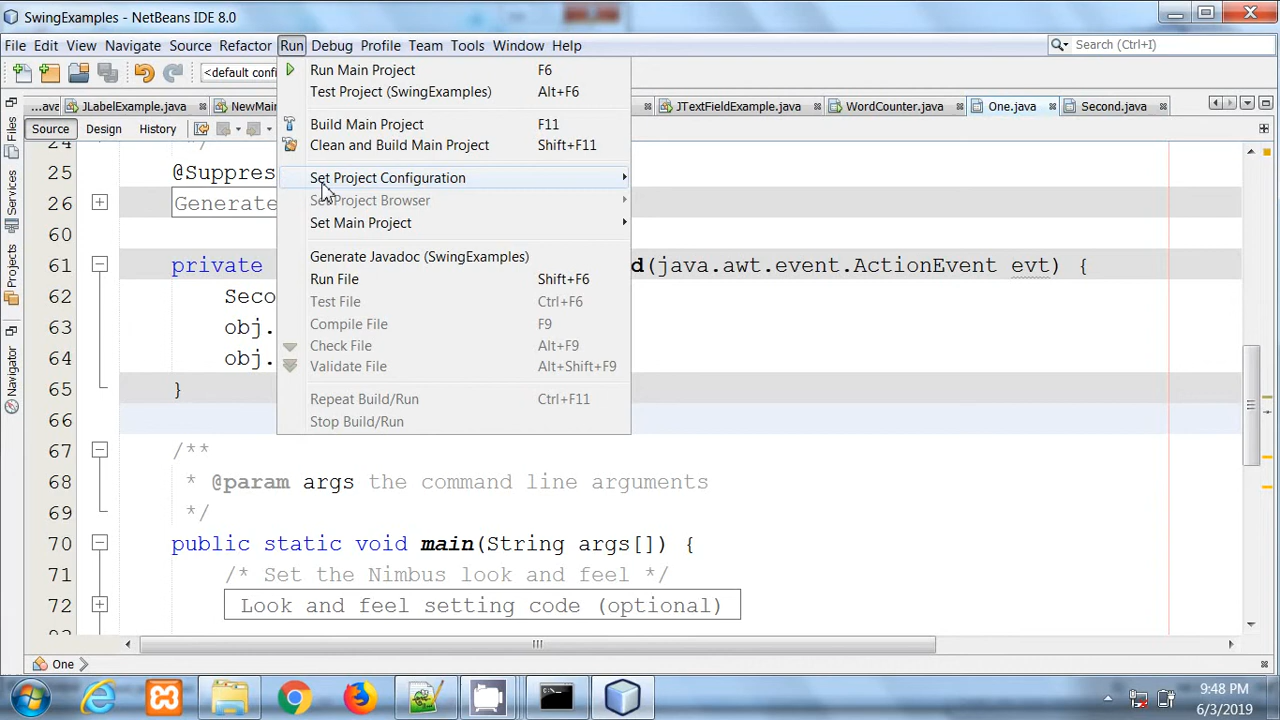 SwingExamples - NetBeans IDE 8.0
File Edit View Navigate Source Refactor Run Debug Profile Team Tools Window Help
Search (Ctrl+I)
<default confi
...ava JLabelExample.java NewMain JTextFieldExample.java WordCounter.java One.java Second.java
Source Design History
Run Main Project F6
Test Project (SwingExamples) Alt+F6
Build Main Project F11
Clean and Build Main Project Shift+F11
Set Project Configuration
Set Project Browser
Set Main Project
Generate Javadoc (SwingExamples)
Run File Shift+F6
Test File Ctrl+F6
Compile File F9
Check File Alt+F9
Validate File Alt+Shift+F9
Repeat Build/Run Ctrl+F11
Stop Build/Run
Files
Services
Projects
Navigator
24 */
25 @Suppres
26 Generate
60
61 private d(java.awt.event.ActionEvent evt) {
62 Seco
63 obj.
64 obj.
65 }
66
67 /**
68 * @param args the command line arguments
69 */
70 public static void main(String args[]) {
71 /* Set the Nimbus look and feel */
72 Look and feel setting code (optional)
One
9:48 PM
6/3/2019